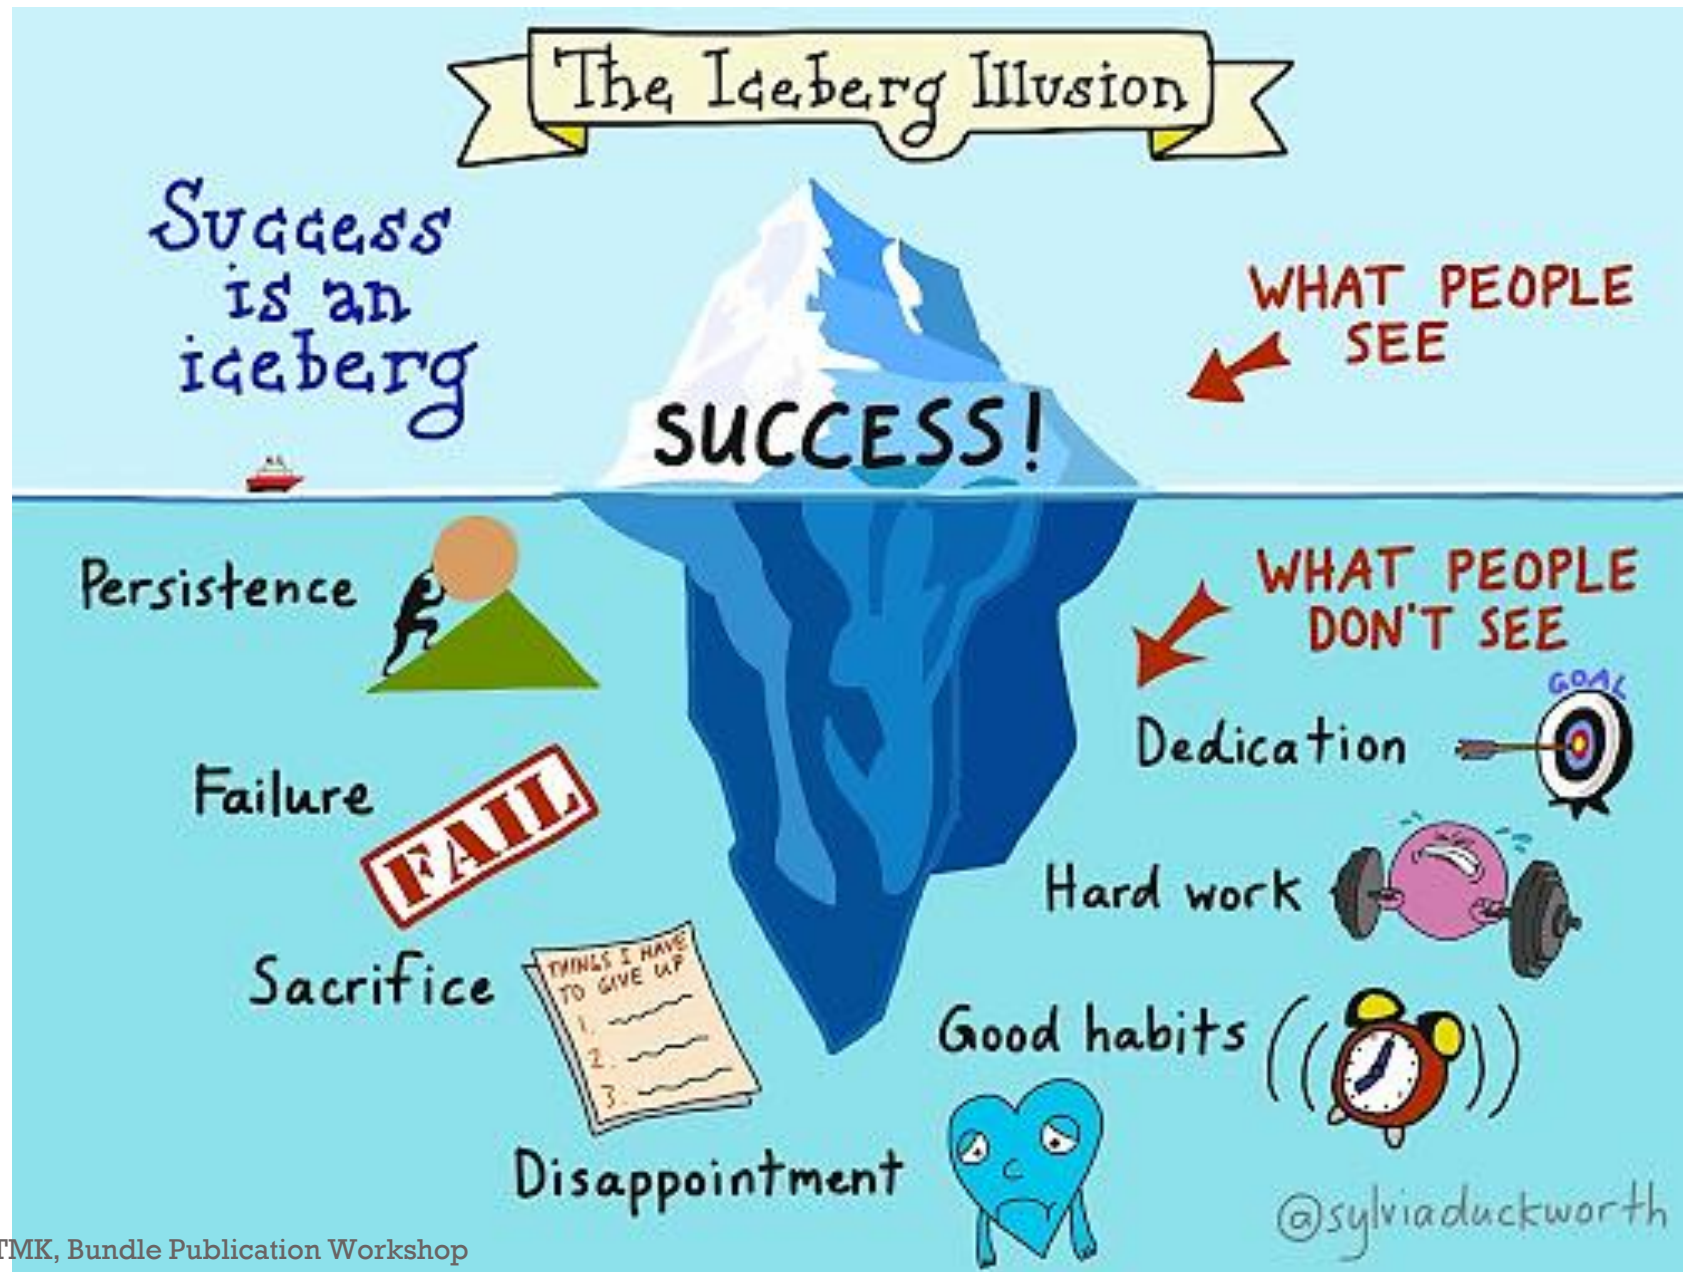 The Iceberg Illusion
Success
is an
iceberg
WHAT PEOPLE
SEE
SUCCESS!
Persistence
WHAT PEOPLE
DON'T SEE
GOAL
Dedication
Failure
FAIL
Hard work
Sacrifice
THINGS I HAVE
TO GIVE UP
1.
2.
3.
Good habits
Disappointment
@sylviaduckworth
TMK, Bundle Publication Workshop